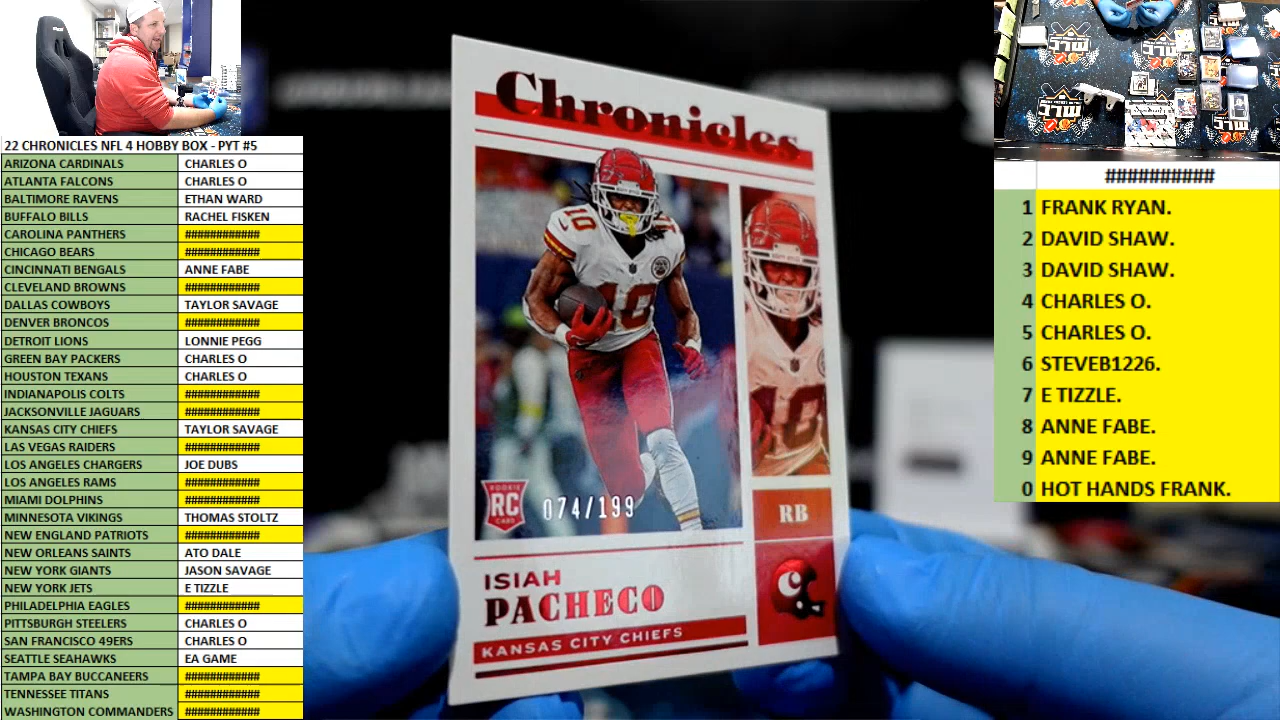 22 CHRONICLES NFL 4 HOBBY BOX - PYT #5
ARIZONA CARDINALS CHARLES O
ATLANTA FALCONS CHARLES O
BALTIMORE RAVENS ETHAN WARD
BUFFALO BILLS RACHEL FISKEN
CAROLINA PANTHERS ############
CHICAGO BEARS ############
CINCINNATI BENGALS ANNE FABE
CLEVELAND BROWNS ############
DALLAS COWBOYS TAYLOR SAVAGE
DENVER BRONCOS ############
DETROIT LIONS LONNIE PEGG
GREEN BAY PACKERS CHARLES O
HOUSTON TEXANS CHARLES O
INDIANAPOLIS COLTS ############
JACKSONVILLE JAGUARS ############
KANSAS CITY CHIEFS TAYLOR SAVAGE
LAS VEGAS RAIDERS ############
LOS ANGELES CHARGERS JOE DUBS
LOS ANGELES RAMS ############
MIAMI DOLPHINS ############
MINNESOTA VIKINGS THOMAS STOLTZ
NEW ENGLAND PATRIOTS ############
NEW ORLEANS SAINTS ATO DALE
NEW YORK GIANTS JASON SAVAGE
NEW YORK JETS E TIZZLE
PHILADELPHIA EAGLES ############
PITTSBURGH STEELERS CHARLES O
SAN FRANCISCO 49ERS CHARLES O
SEATTLE SEAHAWKS EA GAME
TAMPA BAY BUCCANEERS ############
TENNESSEE TITANS ############
WASHINGTON COMMANDERS ############
Chronicles
10
10
10
ROOKIE
RC
CARD
074/199
RB
ISIAH
PACHECO
KANSAS CITY CHIEFS
JTW
JTW
JTW
##########
1 FRANK RYAN.
2 DAVID SHAW.
3 DAVID SHAW.
4 CHARLES O.
5 CHARLES O.
6 STEVEB1226.
7 E TIZZLE.
8 ANNE FABE.
9 ANNE FABE.
0 HOT HANDS FRANK.